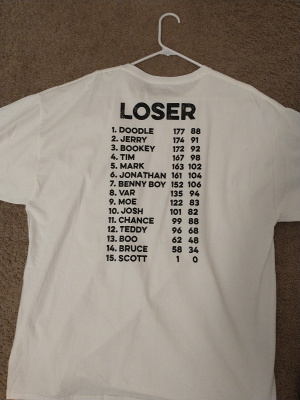 LOSER
1. DOODLE 177 88
2. JERRY 174 91
3. BOOKEY 172 92
4. TIM 167 98
5. MARK 163 102
6. JONATHAN 161 104
7. BENNY BOY 152 106
8. VAR 135 94
9. MOE 122 83
10. JOSH 101 82
11. CHANCE 99 88
12. TEDDY 96 68
13. BOO 62 48
14. BRUCE 58 34
15. SCOTT 1 0